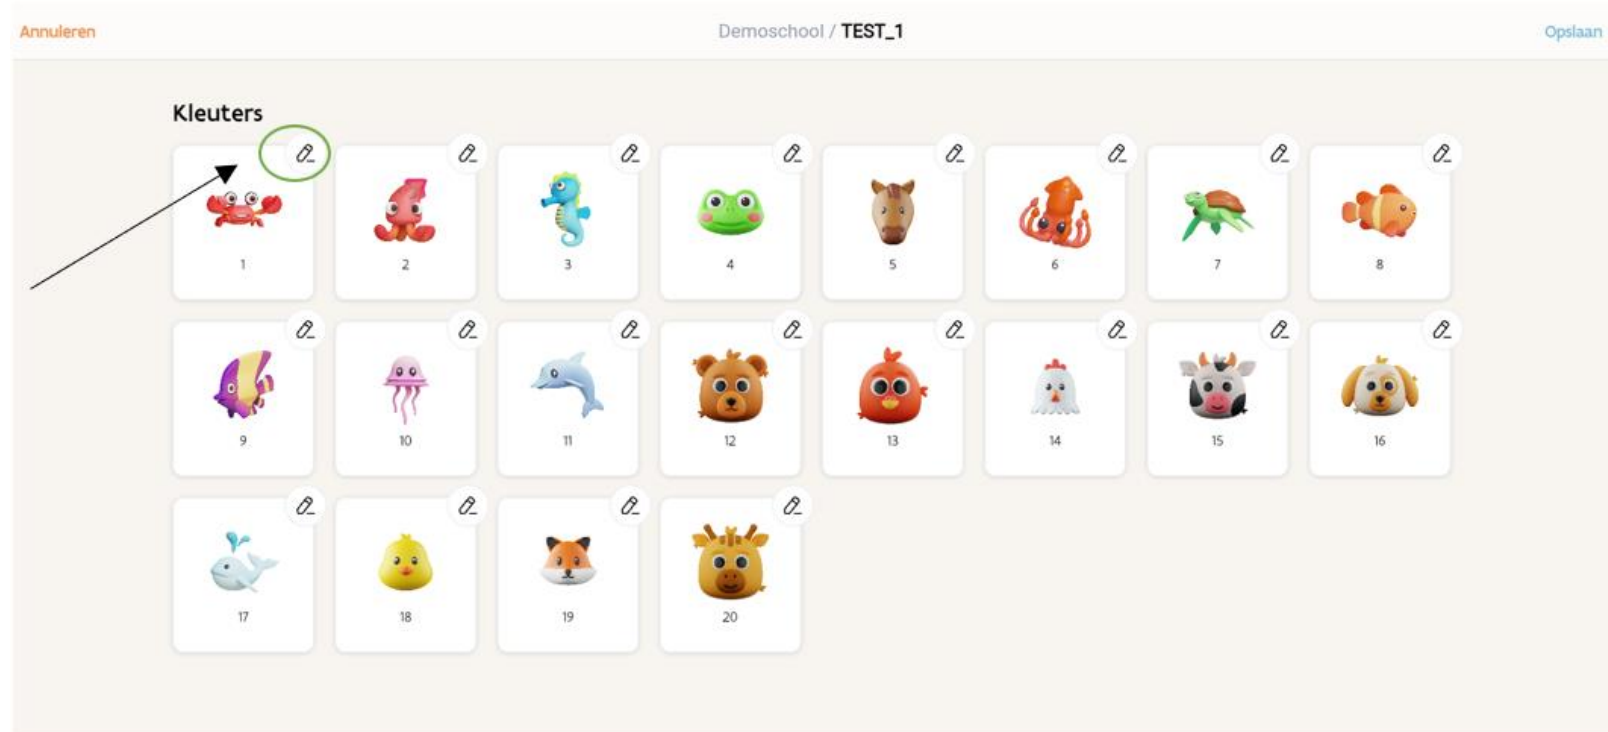 Annuleren
Demoschool / TEST_1
Opslaan
Kleuters
1 2 3 4 5 6 7 8
9 10 11 12 13 14 15 16
17 18 19 20